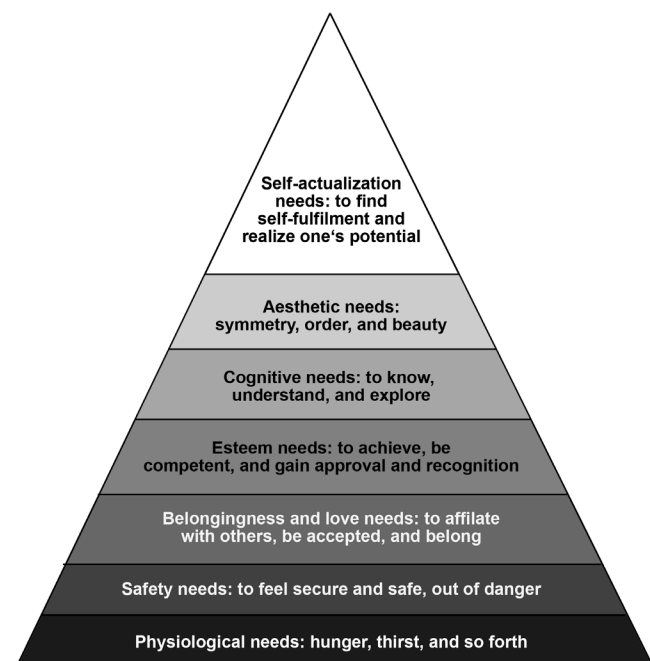 Self-actualization
needs: to find
self-fulfilment and
realize one‘s potential
Aesthetic needs:
symmetry, order, and beauty
Cognitive needs: to know,
understand, and explore
Esteem needs: to achieve, be
competent, and gain approval and recognition
Belongingness and love needs: to affilate
with others, be accepted, and belong
Safety needs: to feel secure and safe, out of danger
Physiological needs: hunger, thirst, and so forth